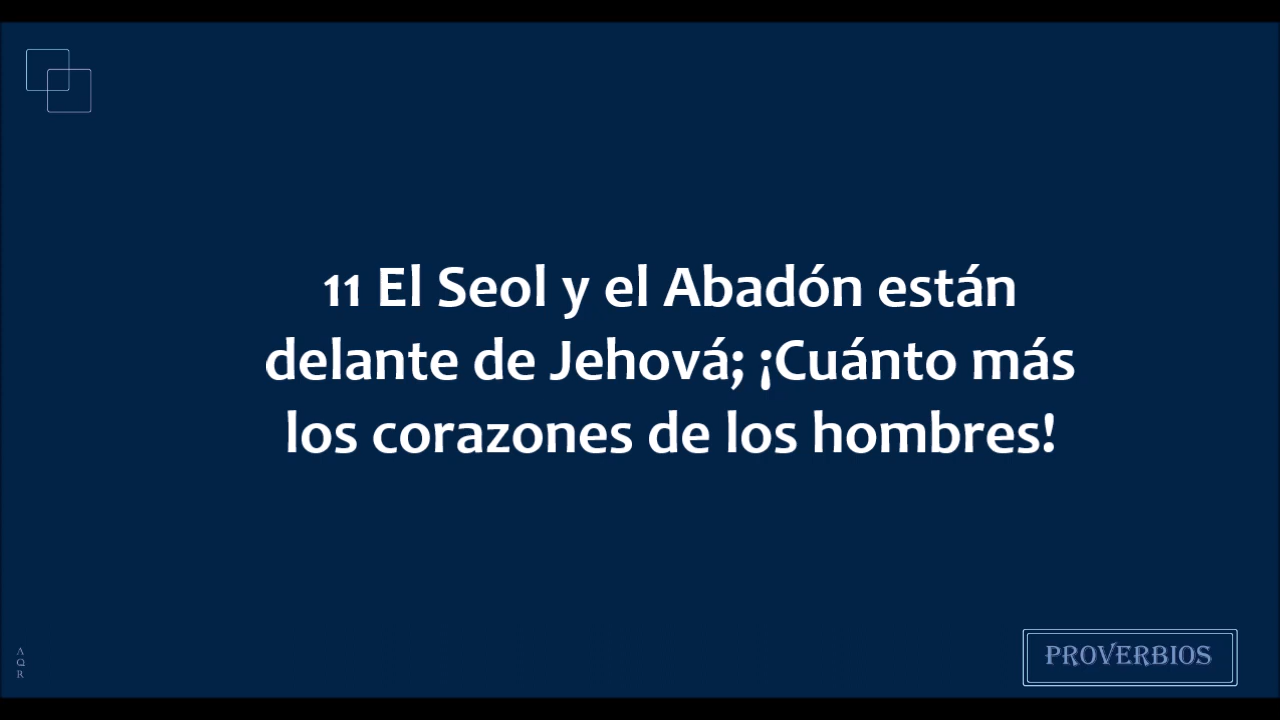 11 El Seol y el Abadón están
delante de Jehová; ¡Cuánto más
los corazones de los hombres!
PROVERBIOS
A
Q
R